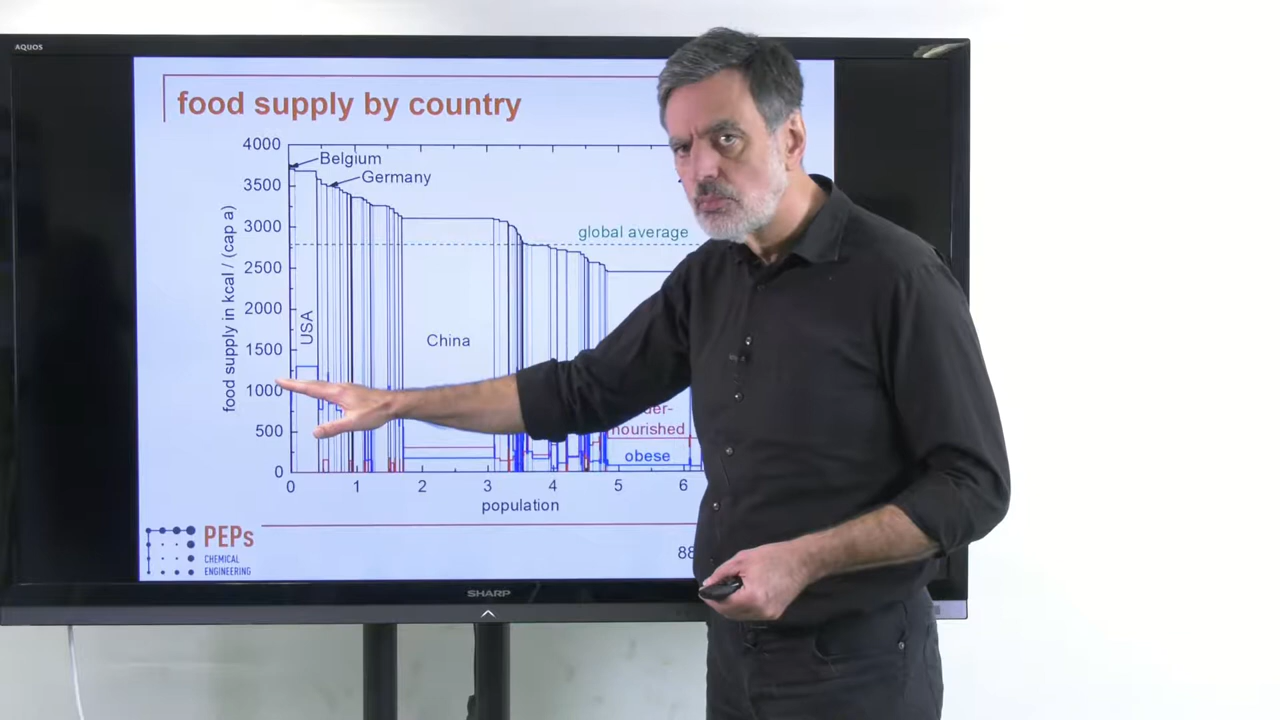 AQUOS
food supply by country
4000
3500
3000
2500
2000
1500
1000
500
0
food supply in kcal / (cap a)
Belgium
Germany
global average
USA
China
nourished
obese
0 1 2 3 4 5 6
population
PEPs
CHEMICAL
ENGINEERING
88
SHARP